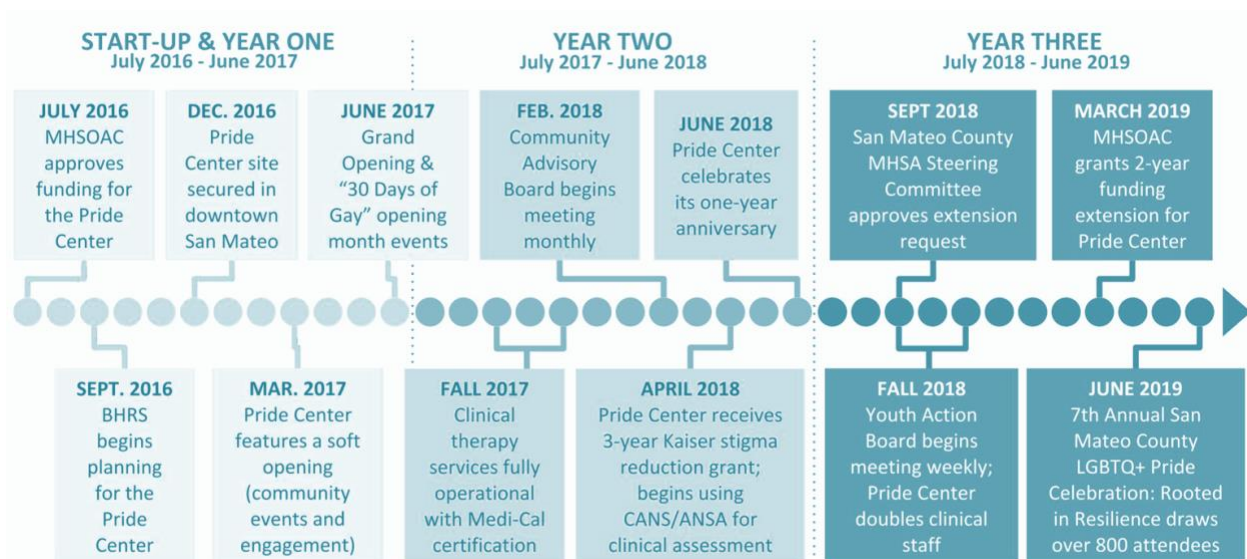 START-UP & YEAR ONE
July 2016 - June 2017
YEAR TWO
July 2017 - June 2018
YEAR THREE
July 2018 - June 2019
JULY 2016
MHSOAC
approves
funding for
the Pride
Center
DEC. 2016
Pride
Center site
secured in
downtown
San Mateo
JUNE 2017
Grand
Opening &
“30 Days of
Gay” opening
month events
FEB. 2018
Community
Advisory
Board begins
meeting
monthly
JUNE 2018
Pride Center
celebrates
its one-year
anniversary
SEPT 2018
San Mateo County
MHSA Steering
Committee
approves extension
request
MARCH 2019
MHSOAC
grants 2-year
funding
extension for
Pride Center
SEPT. 2016
BHRS
begins
planning
for the
Pride
Center
MAR. 2017
Pride Center
features a soft
opening
(community
events and
engagement)
FALL 2017
Clinical
therapy
services fully
operational
with Medi-Cal
certification
APRIL 2018
Pride Center receives
3-year Kaiser stigma
reduction grant;
begins using
CANS/ANSA for
clinical assessment
FALL 2018
Youth Action
Board begins
meeting weekly;
Pride Center
doubles clinical
staff
JUNE 2019
7th Annual San
Mateo County
LGBTQ+ Pride
Celebration: Rooted
in Resilience draws
over 800 attendees